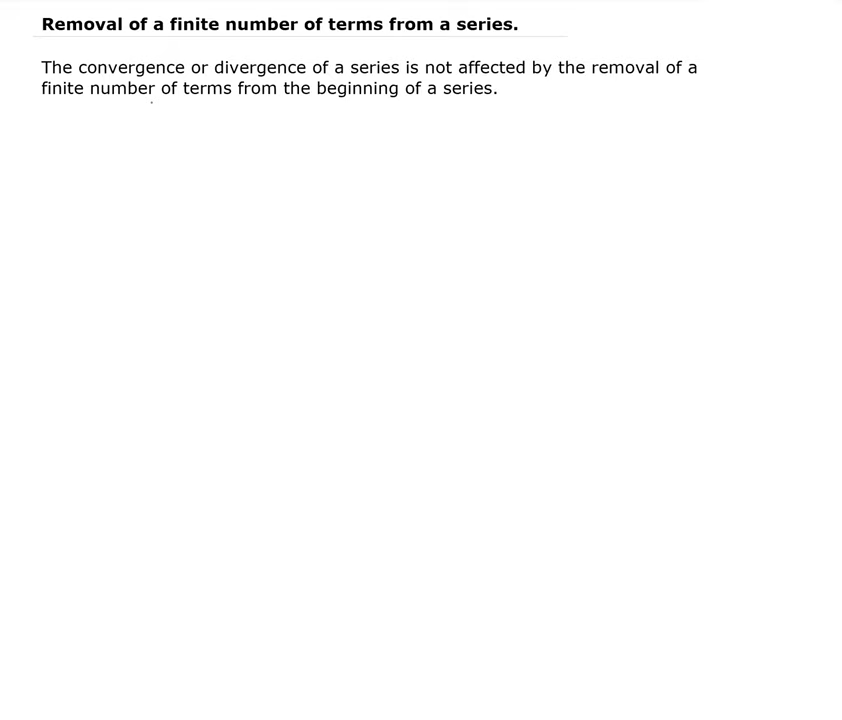 Removal of a finite number of terms from a series.
The convergence or divergence of a series is not affected by the removal of a
finite number of terms from the beginning of a series.